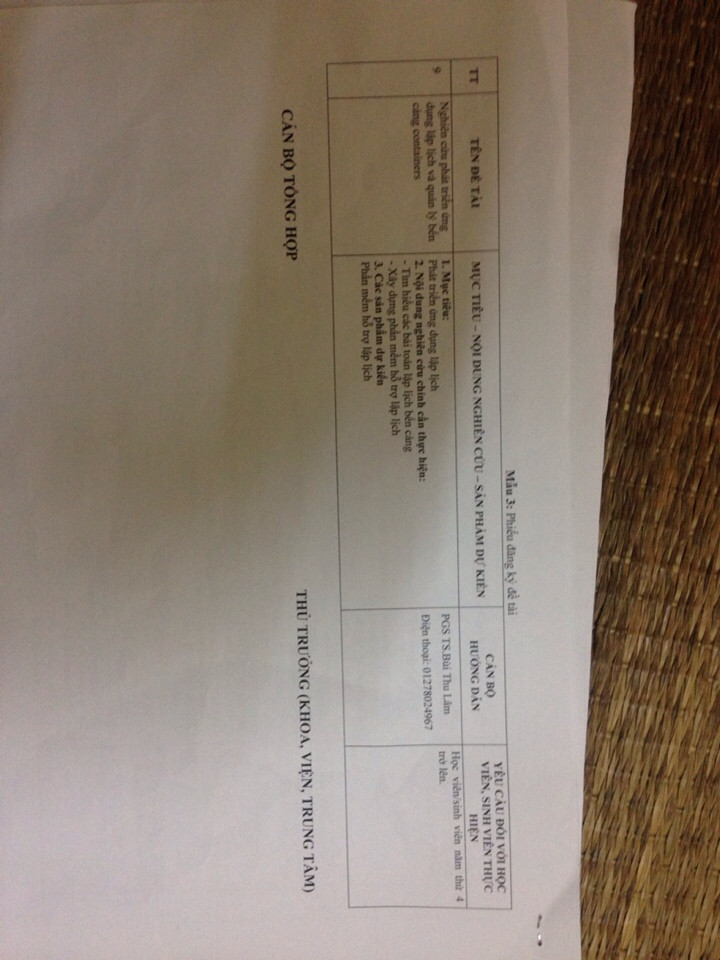 Mẫu 3: Phiếu đăng ký đề tài
TT
TÊN ĐỀ TÀI
MỤC TIÊU – NỘI DUNG NGHIÊN CỨU – SẢN PHẨM DỰ KIẾN
CÁN BỘ
HƯỚNG DẪN
YÊU CẦU ĐỐI VỚI HỌC
VIÊN, SINH VIÊN THỰC
HIỆN
9
Nghiên cứu phát triển ứng
dụng lập lịch và quản lý bến
cảng containers
1. Mục tiêu:
Phát triển ứng dụng lập lịch
2. Nội dung nghiên cứu chính cần thực hiện:
- Tìm hiểu các bài toán lập lịch bến cảng
- Xây dựng phần mềm hỗ trợ lập lịch
3. Các sản phẩm dự kiến
Phần mềm hỗ trợ lập lịch
PGS TS.Bùi Thu Lâm
Điện thoại: 01278024967
Học viên/sinh viên năm thứ 4
trở lên.
CÁN BỘ TỔNG HỢP
THỦ TRƯỞNG (KHOA, VIỆN, TRUNG TÂM)